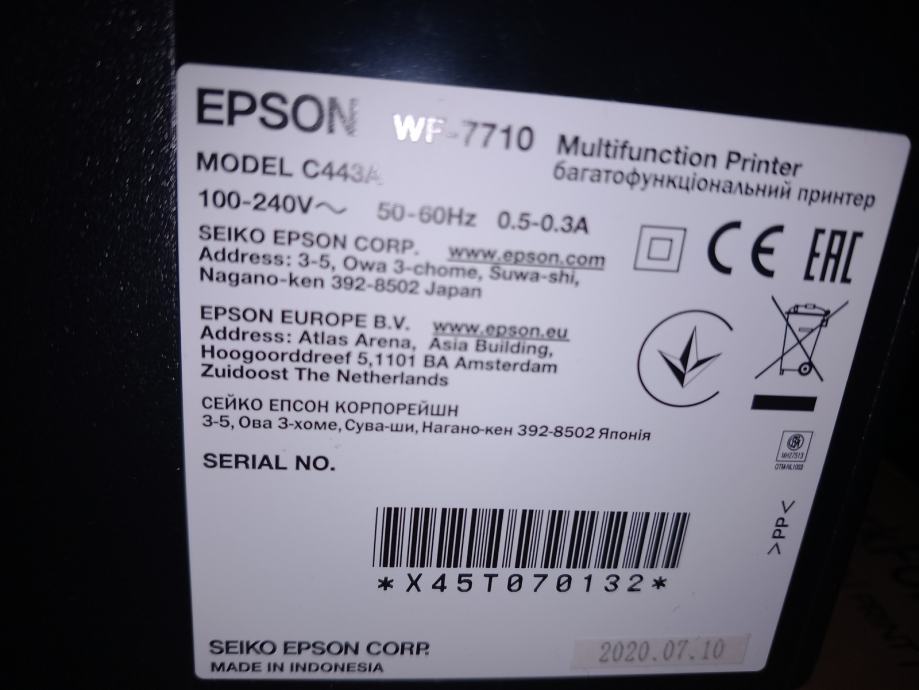 EPSON WF-7710 Multifunction Printer
багатофункціональний принтер
MODEL C443A
100-240V~ 50-60Hz 0.5-0.3A
SEIKO EPSON CORP. www.epson.com
Address: 3-5, Owa 3-chome, Suwa-shi,
Nagano-ken 392-8502 Japan
CE EAC
EPSON EUROPE B.V. www.epson.eu
Address: Atlas Arena, Asia Building,
Hoogoorddreef 5,1101 BA Amsterdam
Zuidoost The Netherlands
СЕЙКО ЕПСОН КОРПОРЕЙШН
3-5, Ова 3-хоме, Сува-ши, Нагано-кен 392-8502 Японія
SERIAL NO.
>PP<
*X45T070132*
SEIKO EPSON CORP.
MADE IN INDONESIA
2020.07.10